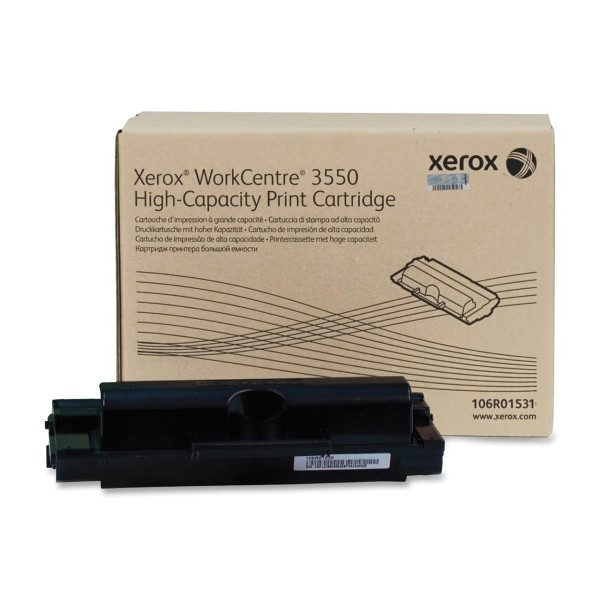 xerox
Xerox® WorkCentre® 3550
High-Capacity Print Cartridge
Cartouche d'impression à grande capacité • Cartuccia di stampa ad alta capacità
Druckkartusche mit hoher Kapazität • Cartucho de impresión de alta capacidad
Cartucho de impressão de alta capacidade • Printercassette met hoge capaciteit
Картридж принтера большой емкости
106R01531
www.xerox.com
106R01530